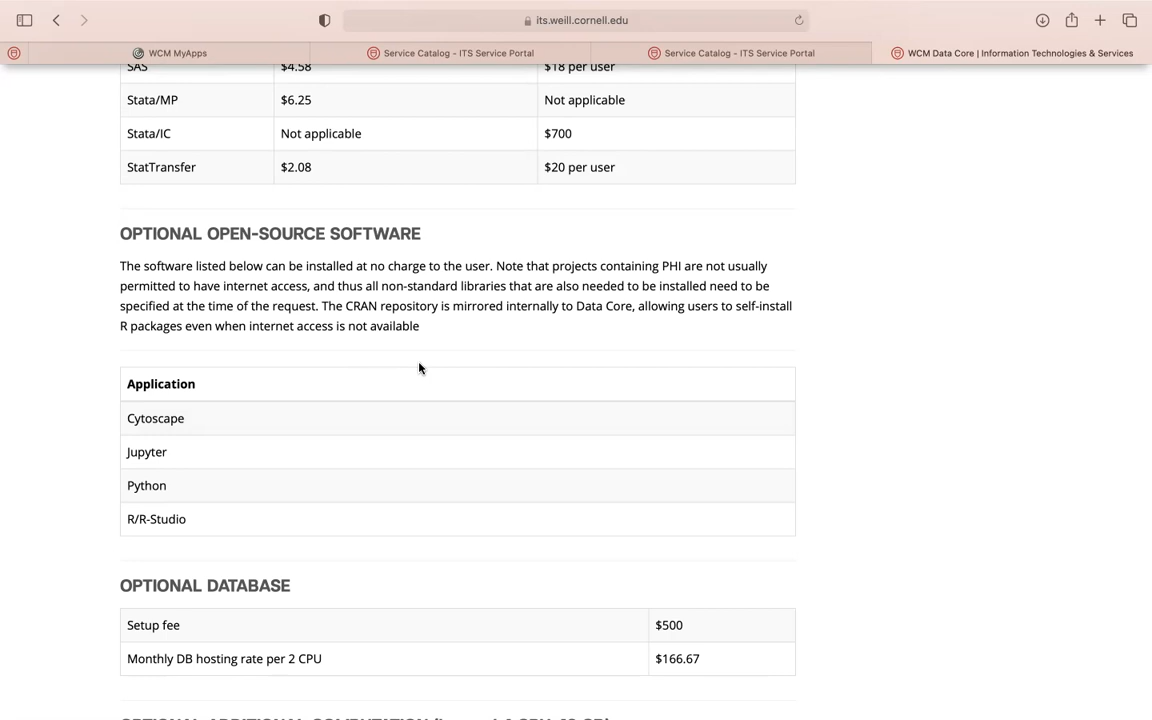 its.weill.cornell.edu
WCM MyApps
Service Catalog - ITS Service Portal
Service Catalog - ITS Service Portal
WCM Data Core | Information Technologies & Services
SAS $4.58 $18 per user
Stata/MP $6.25 Not applicable
Stata/IC Not applicable $700
StatTransfer $2.08 $20 per user
OPTIONAL OPEN-SOURCE SOFTWARE
The software listed below can be installed at no charge to the user. Note that projects containing PHI are not usually
permitted to have internet access, and thus all non-standard libraries that are also needed to be installed need to be
specified at the time of the request. The CRAN repository is mirrored internally to Data Core, allowing users to self-install
R packages even when internet access is not available
Application
Cytoscape
Jupyter
Python
R/R-Studio
OPTIONAL DATABASE
Setup fee $500
Monthly DB hosting rate per 2 CPU $166.67